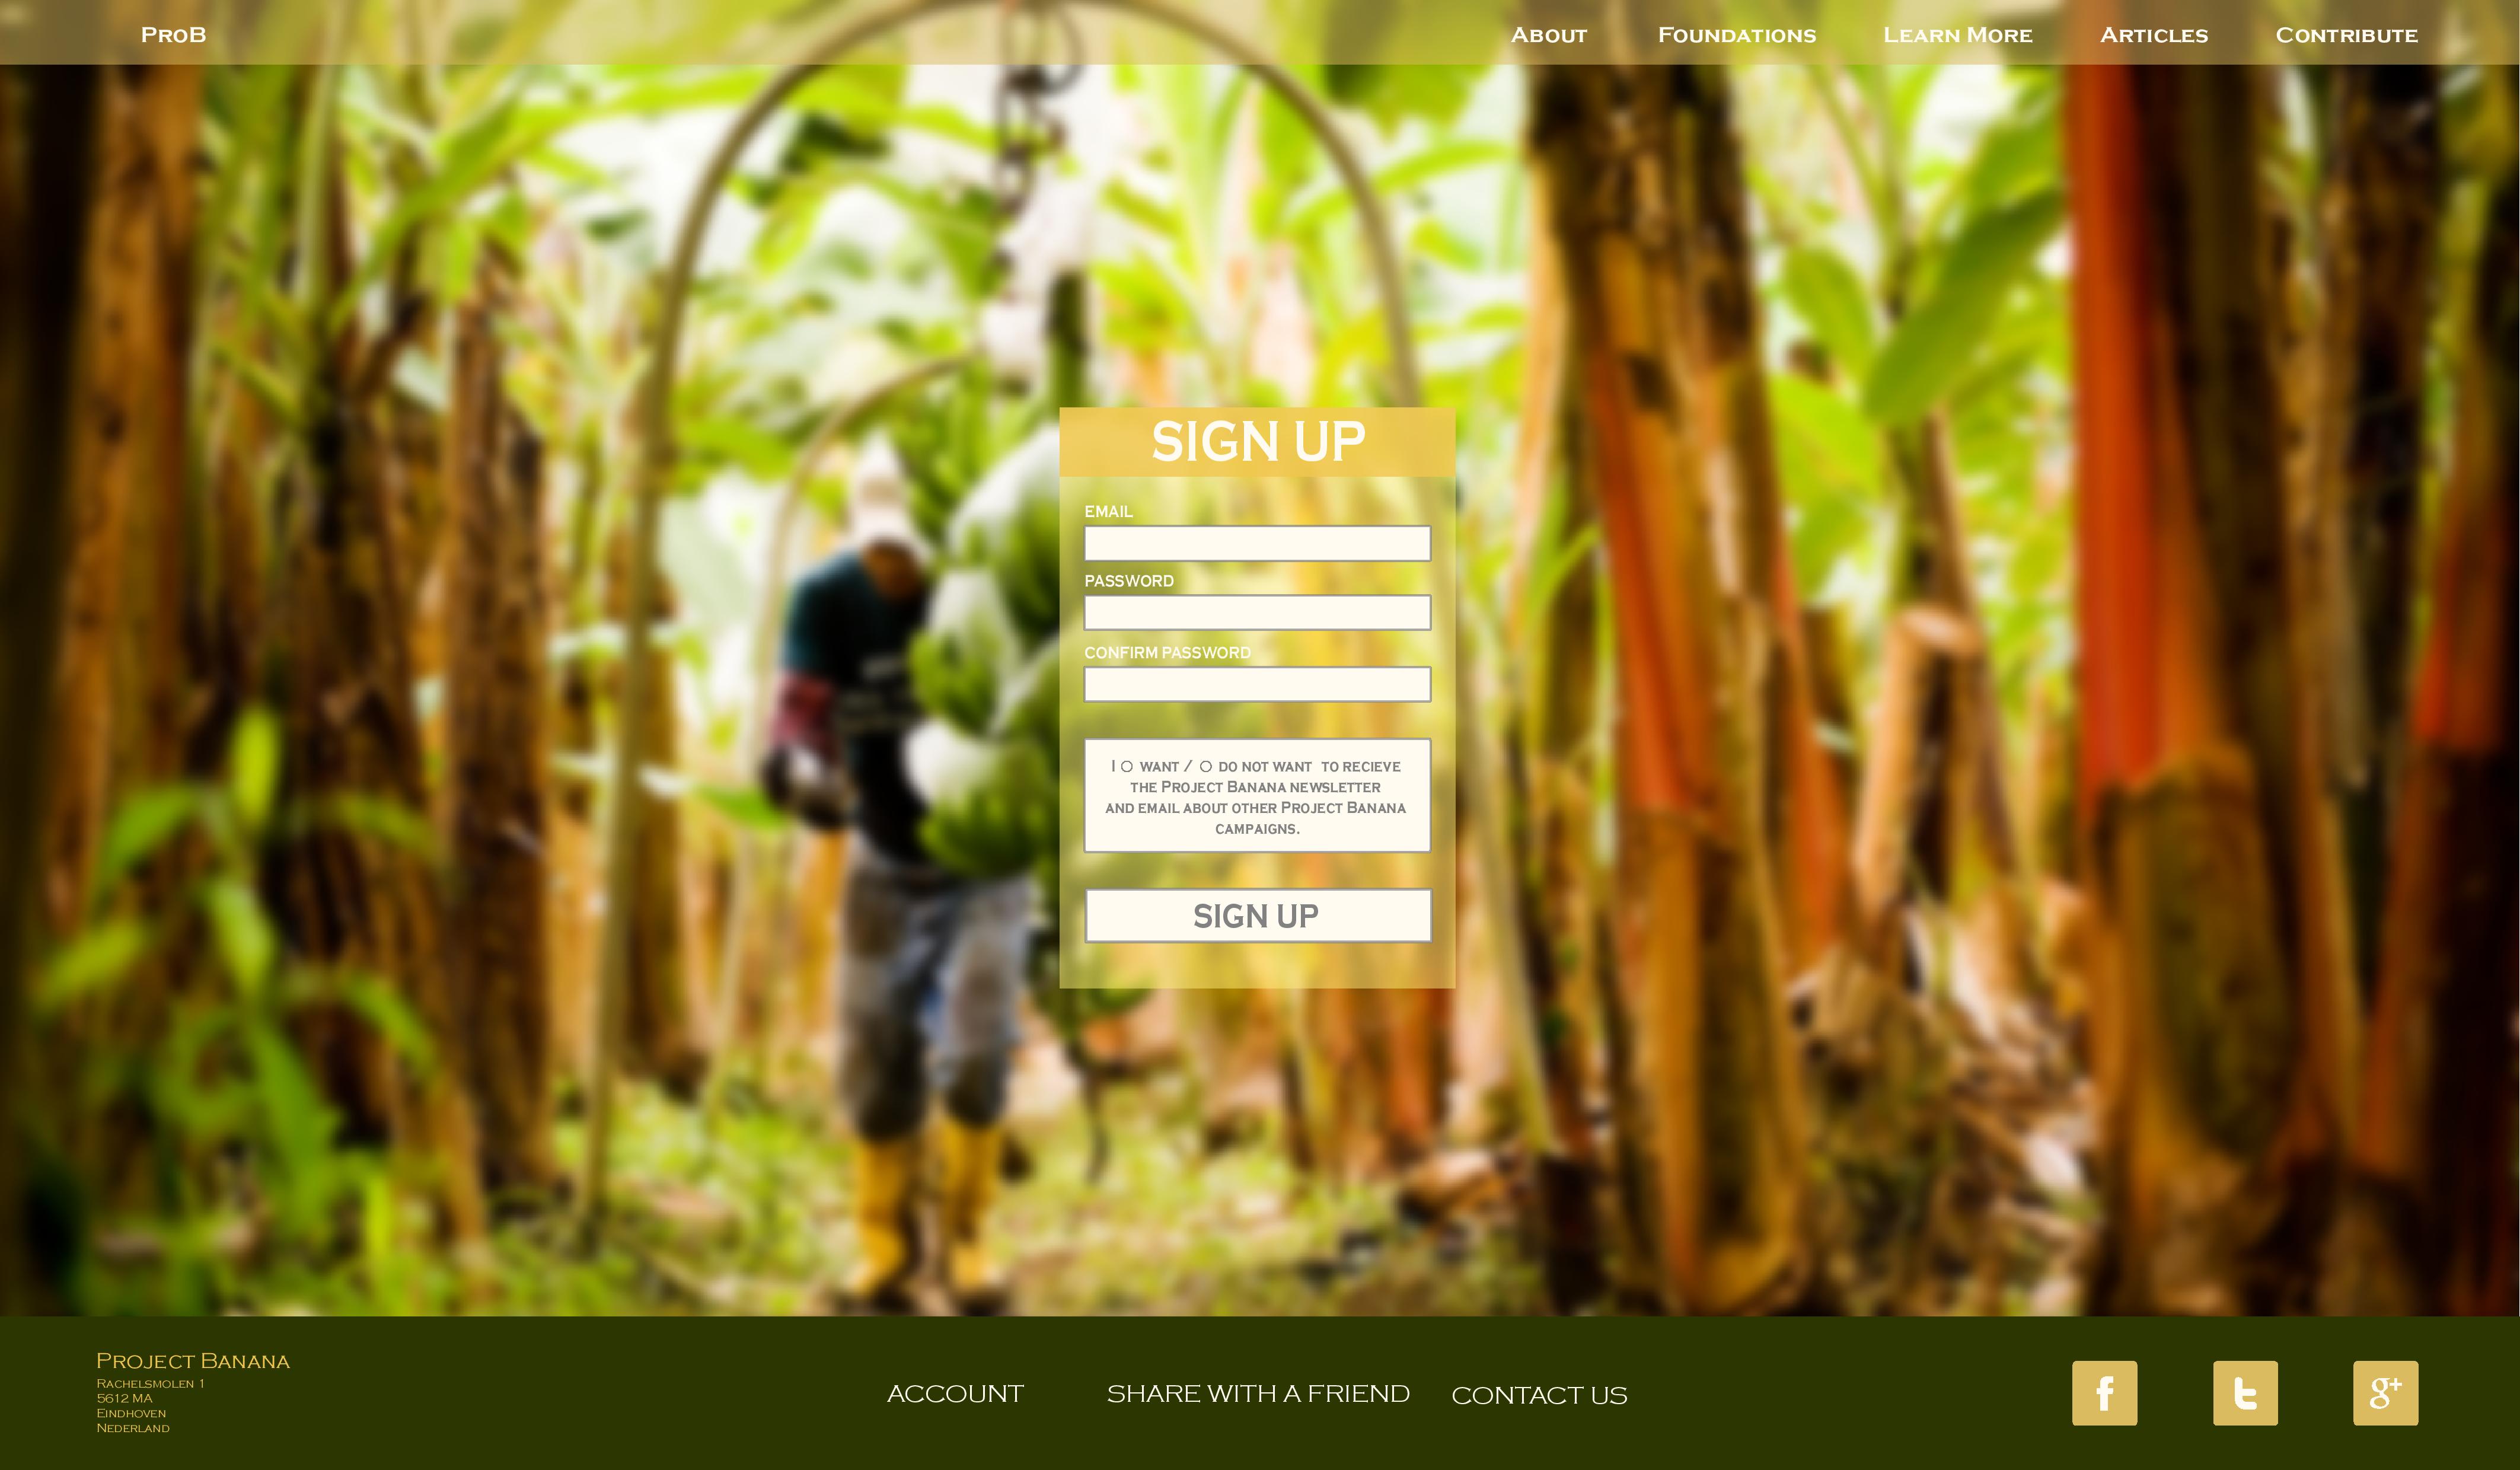 ProB
About
Foundations
Learn More
Articles
Contribute
SIGN UP
EMAIL
PASSWORD
CONFIRM PASSWORD
I ○ WANT / ○ DO NOT WANT TO RECIEVE
THE PROJECT BANANA NEWSLETTER
AND EMAIL ABOUT OTHER PROJECT BANANA
CAMPAIGNS.
SIGN UP
Project Banana
Rachelsmolen 1
5612 MA
Eindhoven
Nederland
ACCOUNT
SHARE WITH A FRIEND
CONTACT US
f
t
g+